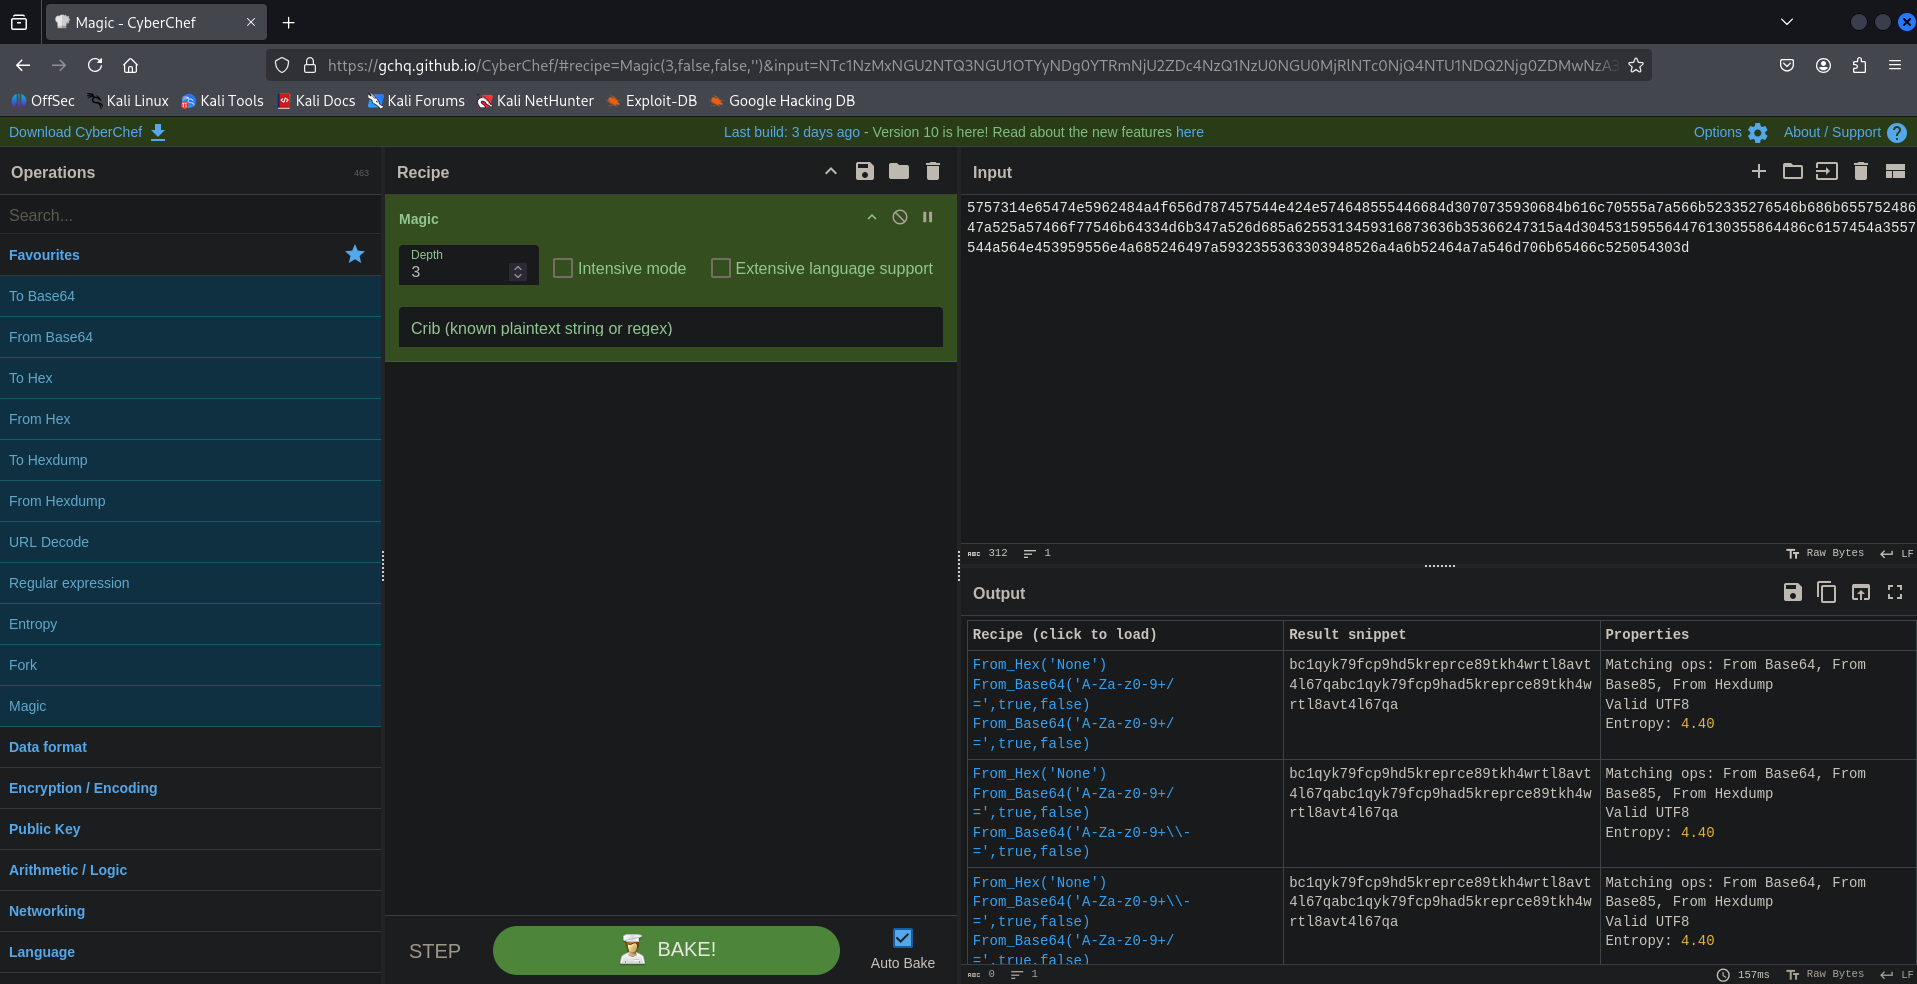 Magic - CyberChef
https://gchq.github.io/CyberChef/#recipe=Magic(3,false,false,'')&input=NTc1NzMxNGU2NTQ3NGU1OTYyNDg0YTRmNjU2ZDc4NzQ1NzU0NGU0MjRlNTc0NjQ4NTU1NDQ2Njg0ZDMwNzA3
OffSec Kali Linux Kali Tools Kali Docs Kali Forums Kali NetHunter Exploit-DB Google Hacking DB
Download CyberChef
Last build: 3 days ago - Version 10 is here! Read about the new features here
Options
About / Support
Operations
463
Search...
Favourites
To Base64
From Base64
To Hex
From Hex
To Hexdump
From Hexdump
URL Decode
Regular expression
Entropy
Fork
Magic
Data format
Encryption / Encoding
Public Key
Arithmetic / Logic
Networking
Language
Recipe
Magic
Depth
3
Intensive mode
Extensive language support
Crib (known plaintext string or regex)
STEP
BAKE!
Auto Bake
Input
5757314e65474e5962484a4f656d787457544e424e574648555446684d3070735930684b616c70555a7a566b52335276546b686b655752486
47a525a57466f77546b64334d6b347a526d685a6255313459316873636b35366247315a4d304531595564476130355864486c6157454a3557
544a564e453959556e4a685246497a5932355363303948526a4a6b52464a7a546d706b65466c525054303d
312
1
Raw Bytes
LF
Output
Recipe (click to load)
Result snippet
Properties
From_Hex('None')
From_Base64('A-Za-z0-9+/
=',true,false)
From_Base64('A-Za-z0-9+/
=',true,false)
bc1qyk79fcp9hd5kreprce89tkh4wrtl8avt
4l67qabc1qyk79fcp9had5kreprce89tkh4w
rtl8avt4l67qa
Matching ops: From Base64, From
Base85, From Hexdump
Valid UTF8
Entropy: 4.40
From_Hex('None')
From_Base64('A-Za-z0-9+/
=',true,false)
From_Base64('A-Za-z0-9+\\-
=',true,false)
bc1qyk79fcp9hd5kreprce89tkh4wrtl8avt
4l67qabc1qyk79fcp9had5kreprce89tkh4w
rtl8avt4l67qa
Matching ops: From Base64, From
Base85, From Hexdump
Valid UTF8
Entropy: 4.40
From_Hex('None')
From_Base64('A-Za-z0-9+\\-
=',true,false)
From_Base64('A-Za-z0-9+/
=',true,false)
bc1qyk79fcp9hd5kreprce89tkh4wrtl8avt
4l67qabc1qyk79fcp9had5kreprce89tkh4w
rtl8avt4l67qa
Matching ops: From Base64, From
Base85, From Hexdump
Valid UTF8
Entropy: 4.40
0
1
157ms
Raw Bytes
LF